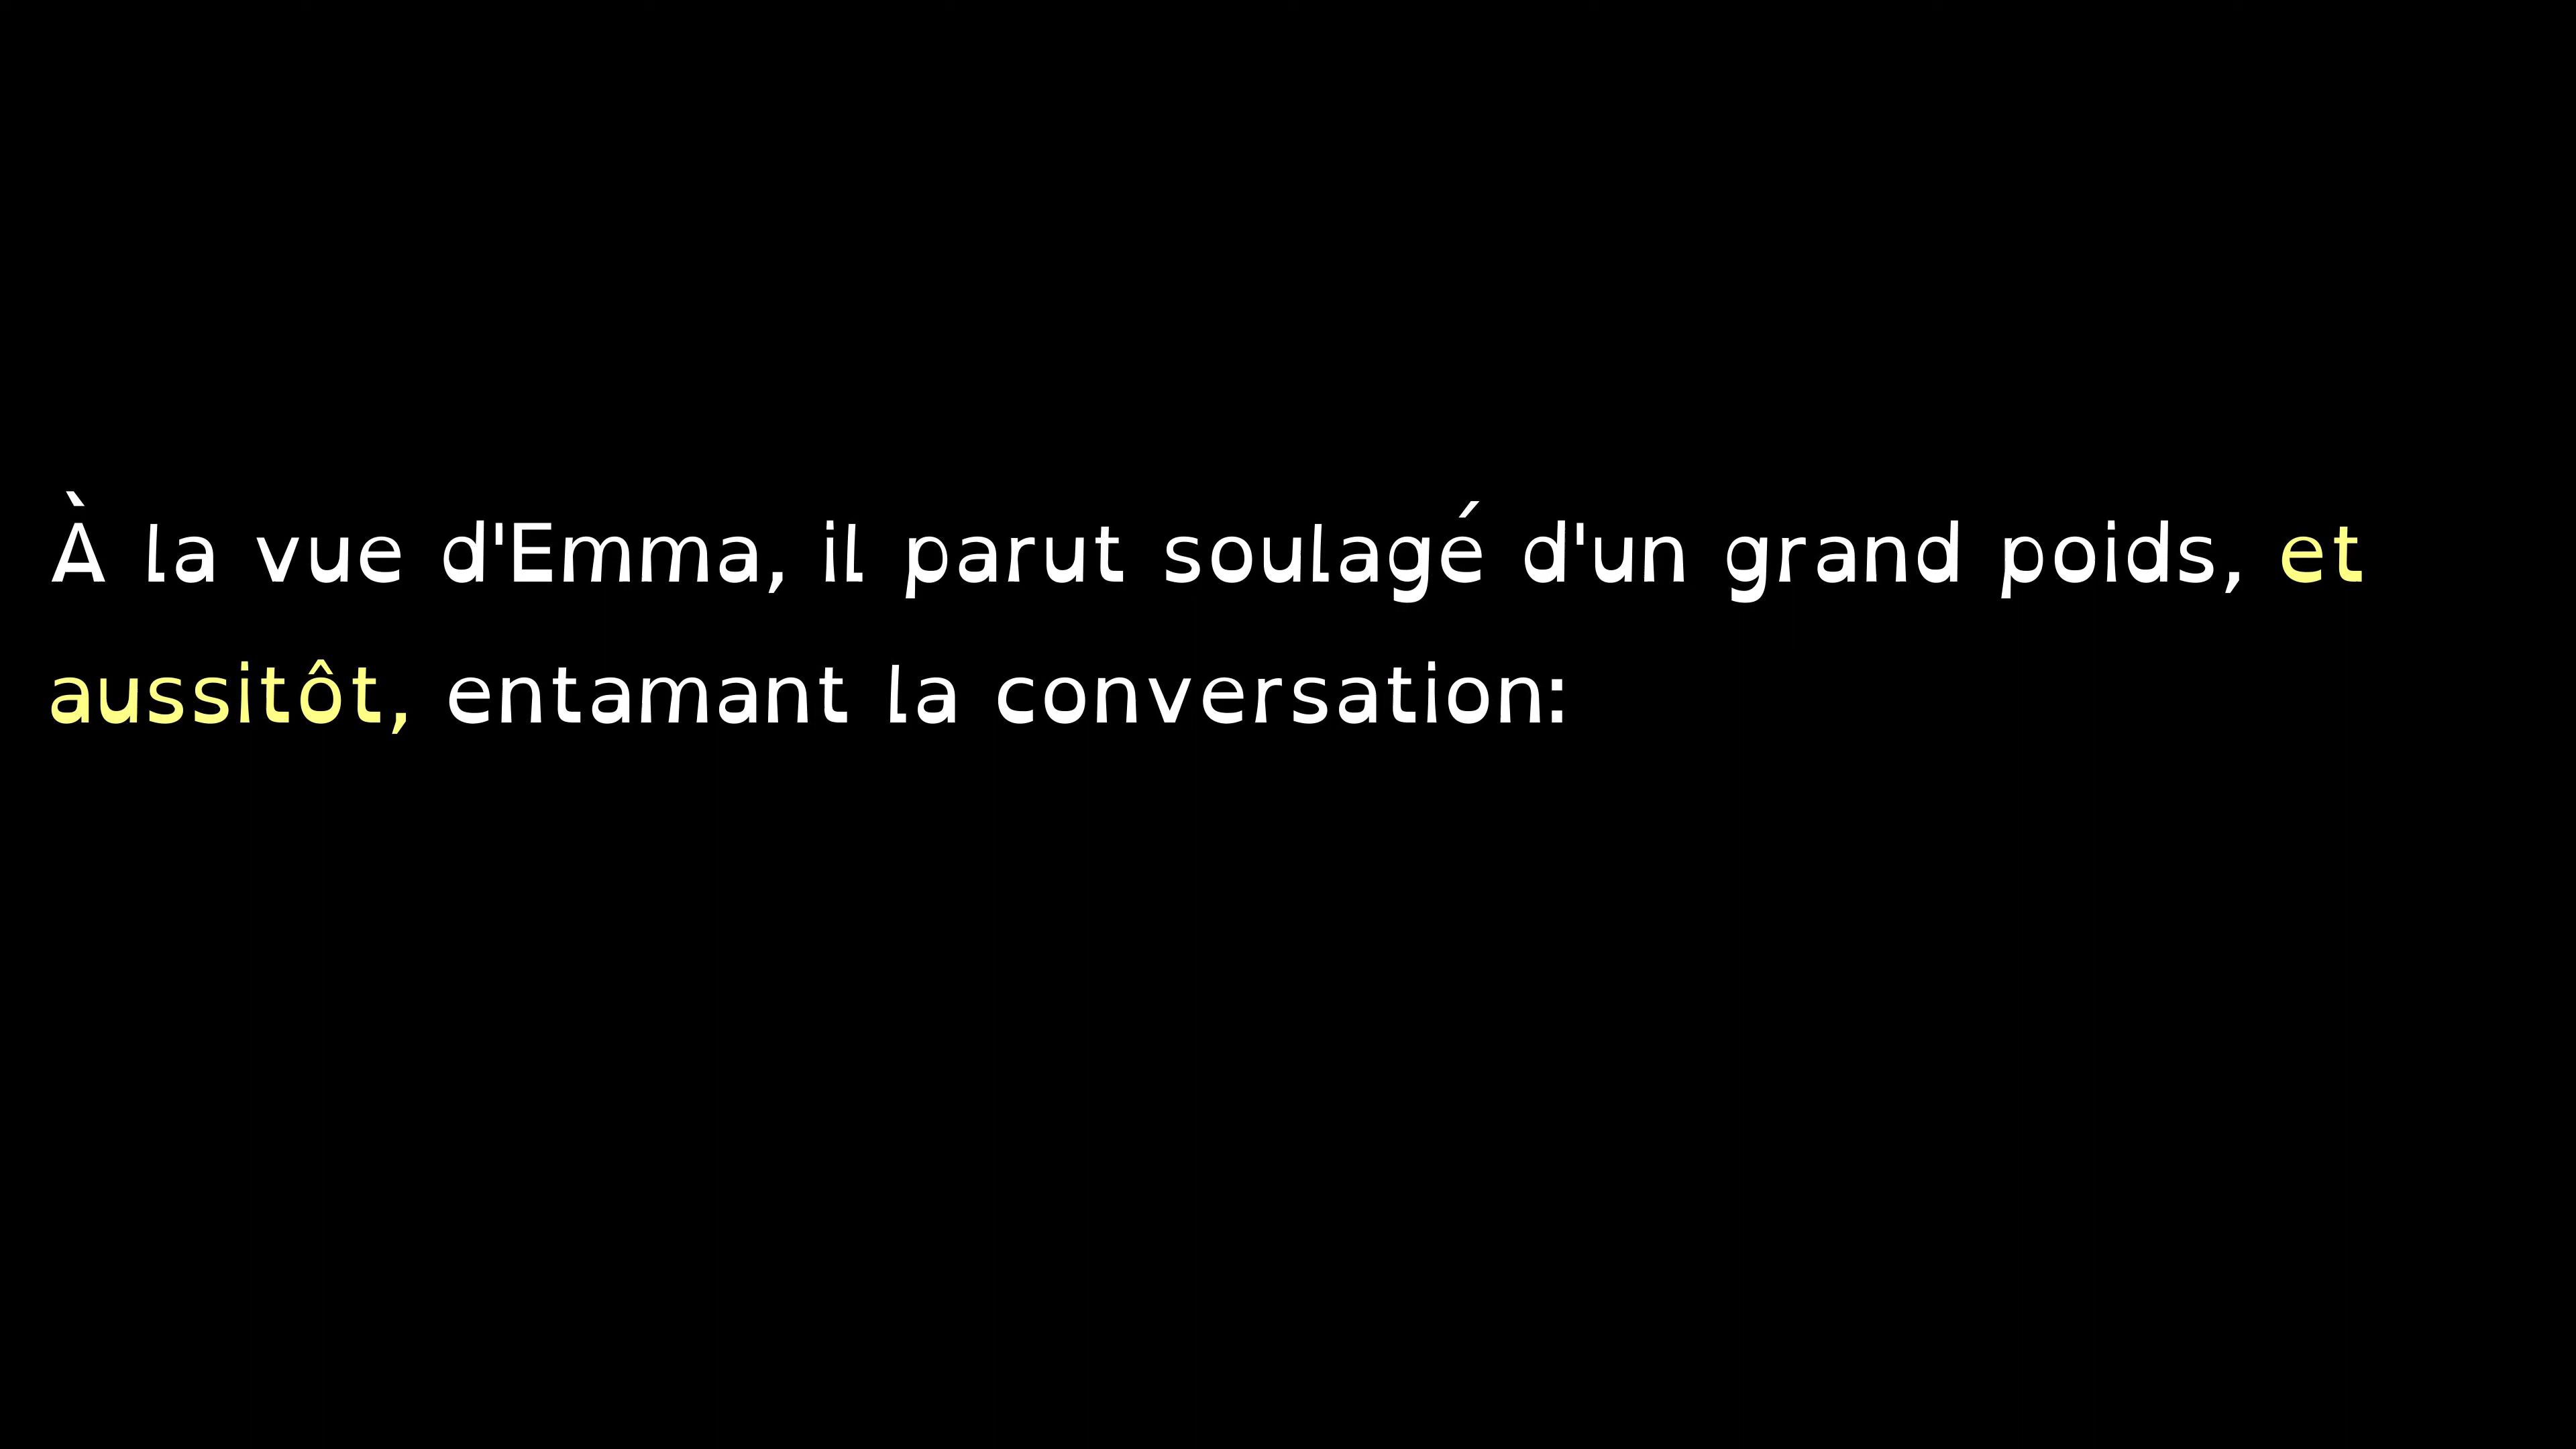 À la vue d'Emma, il parut soulagé d'un grand poids, et
aussitôt, entamant la conversation: